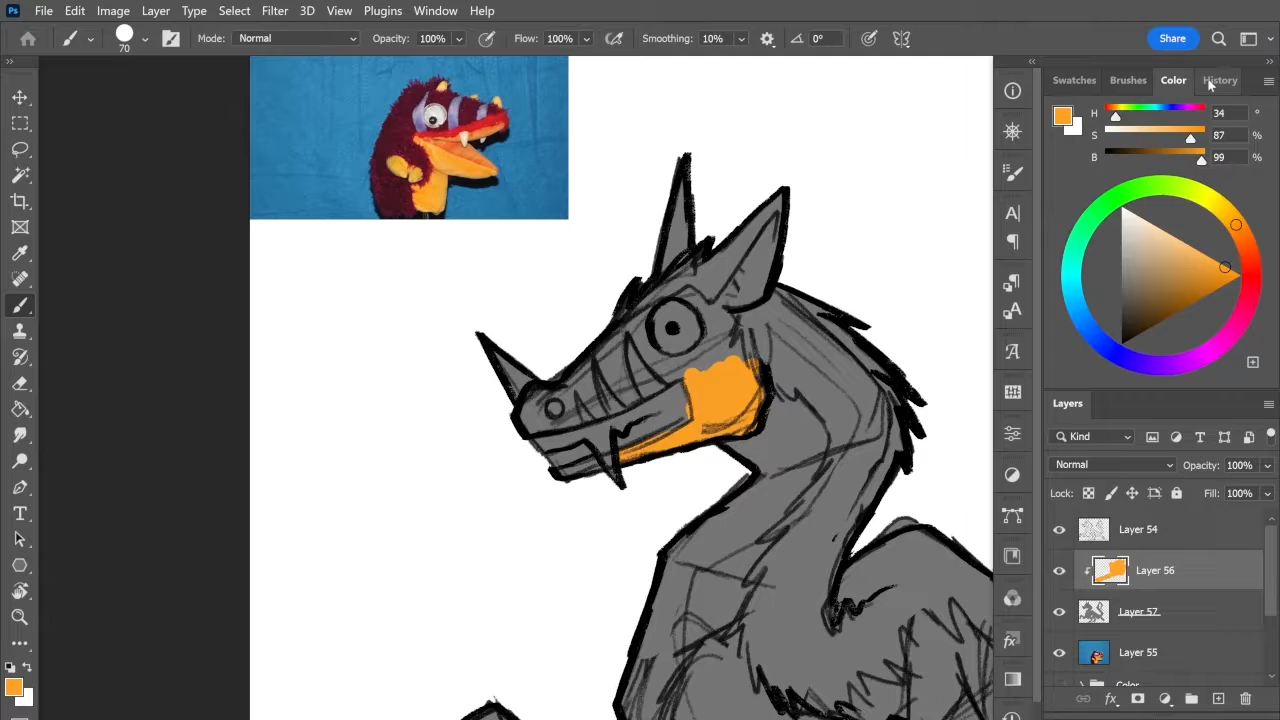 Ps File Edit Image Layer Type Select Filter 3D View Plugins Window Help
70 Mode: Normal Opacity: 100% Flow: 100% Smoothing: 10% 0° Share
Swatches Brushes Color History
H 34 °
S 87 %
B 99 %
Layers
Kind
Normal Opacity: 100%
Lock: Fill: 100%
Layer 54
Layer 56
Layer 57
Layer 55
Color